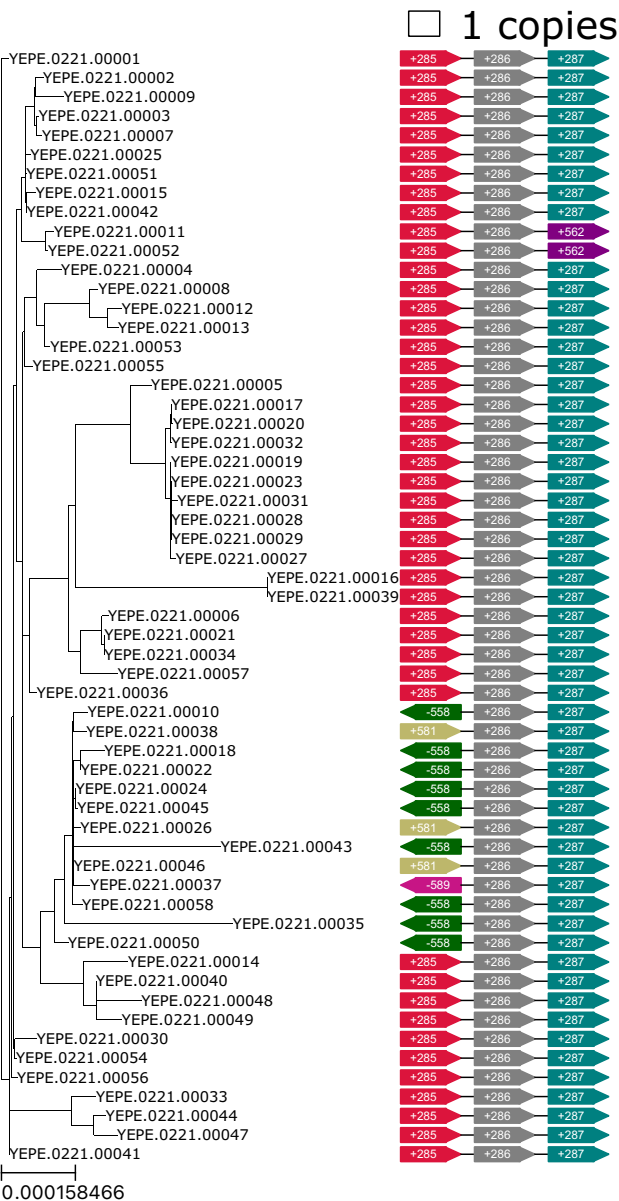 1 copies
YEPE.0221.00001 +285 +286 +287
YEPE.0221.00002 +285 +286 +287
YEPE.0221.00009 +285 +286 +287
YEPE.0221.00003 +285 +286 +287
YEPE.0221.00007 +285 +286 +287
YEPE.0221.00025 +285 +286 +287
YEPE.0221.00051 +285 +286 +287
YEPE.0221.00015 +285 +286 +287
YEPE.0221.00042 +285 +286 +287
YEPE.0221.00011 +285 +286 +562
YEPE.0221.00052 +285 +286 +562
YEPE.0221.00004 +285 +286 +287
YEPE.0221.00008 +285 +286 +287
YEPE.0221.00012 +285 +286 +287
YEPE.0221.00013 +285 +286 +287
YEPE.0221.00053 +285 +286 +287
YEPE.0221.00055 +285 +286 +287
YEPE.0221.00005 +285 +286 +287
YEPE.0221.00017 +285 +286 +287
YEPE.0221.00020 +285 +286 +287
YEPE.0221.00032 +285 +286 +287
YEPE.0221.00019 +285 +286 +287
YEPE.0221.00023 +285 +286 +287
YEPE.0221.00031 +285 +286 +287
YEPE.0221.00028 +285 +286 +287
YEPE.0221.00029 +285 +286 +287
YEPE.0221.00027 +285 +286 +287
YEPE.0221.00016 +285 +286 +287
YEPE.0221.00039 +285 +286 +287
YEPE.0221.00006 +285 +286 +287
YEPE.0221.00021 +285 +286 +287
YEPE.0221.00034 +285 +286 +287
YEPE.0221.00057 +285 +286 +287
YEPE.0221.00036 +285 +286 +287
YEPE.0221.00010 -558 +286 +287
YEPE.0221.00038 +581 +286 +287
YEPE.0221.00018 -558 +286 +287
YEPE.0221.00022 -558 +286 +287
YEPE.0221.00024 -558 +286 +287
YEPE.0221.00045 -558 +286 +287
YEPE.0221.00026 +581 +286 +287
YEPE.0221.00043 -558 +286 +287
YEPE.0221.00046 +581 +286 +287
YEPE.0221.00037 -589 +286 +287
YEPE.0221.00058 -558 +286 +287
YEPE.0221.00035 -558 +286 +287
YEPE.0221.00050 -558 +286 +287
YEPE.0221.00014 +285 +286 +287
YEPE.0221.00040 +285 +286 +287
YEPE.0221.00048 +285 +286 +287
YEPE.0221.00049 +285 +286 +287
YEPE.0221.00030 +285 +286 +287
YEPE.0221.00054 +285 +286 +287
YEPE.0221.00056 +285 +286 +287
YEPE.0221.00033 +285 +286 +287
YEPE.0221.00044 +285 +286 +287
YEPE.0221.00047 +285 +286 +287
YEPE.0221.00041 +285 +286 +287
0.000158466